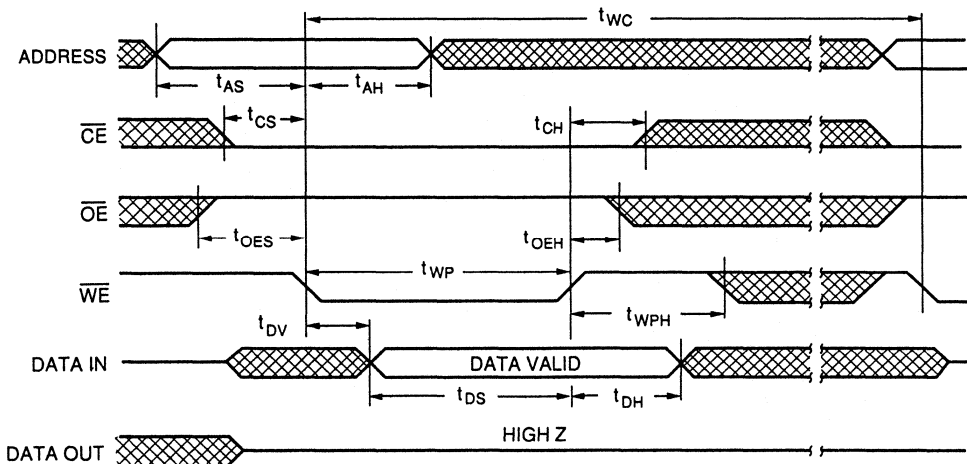 tWC
ADDRESS
tAS
tAH
tCS
tCH
CE
OE
tOES
tOEH
tWP
WE
tWPH
tDV
DATA IN
DATA VALID
tDS
tDH
HIGH Z
DATA OUT